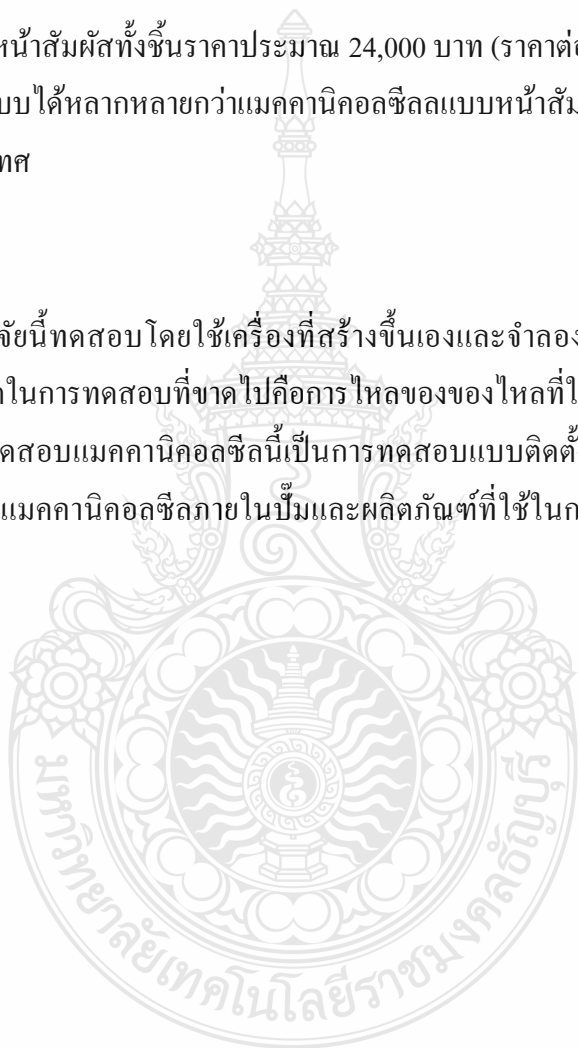 หน้าสัมผัสทั้งชิ้นราคาประมาณ 24,000 บาท (ราคาต่อ
บบได้หลากหลายกว่าแมคคานิคอลซีลลแบบหน้าสัม
ทศ
จัยนี้ทดสอบโดยใช้เครื่องที่สร้างขึ้นเองและจำลอง
ในการทดสอบที่ขาดไปคือการไหลของของไหลที่ใ
ดสอบแมคคานิคอลซีลนี้เป็นการทดสอบแบบติดตั้
แมคคานิคอลซีลภายในปั๊มและผลิตภัณฑ์ที่ใช้ในก
มหาวิทยาลัยเทคโนโลยีราชมงคลธัญบุรี